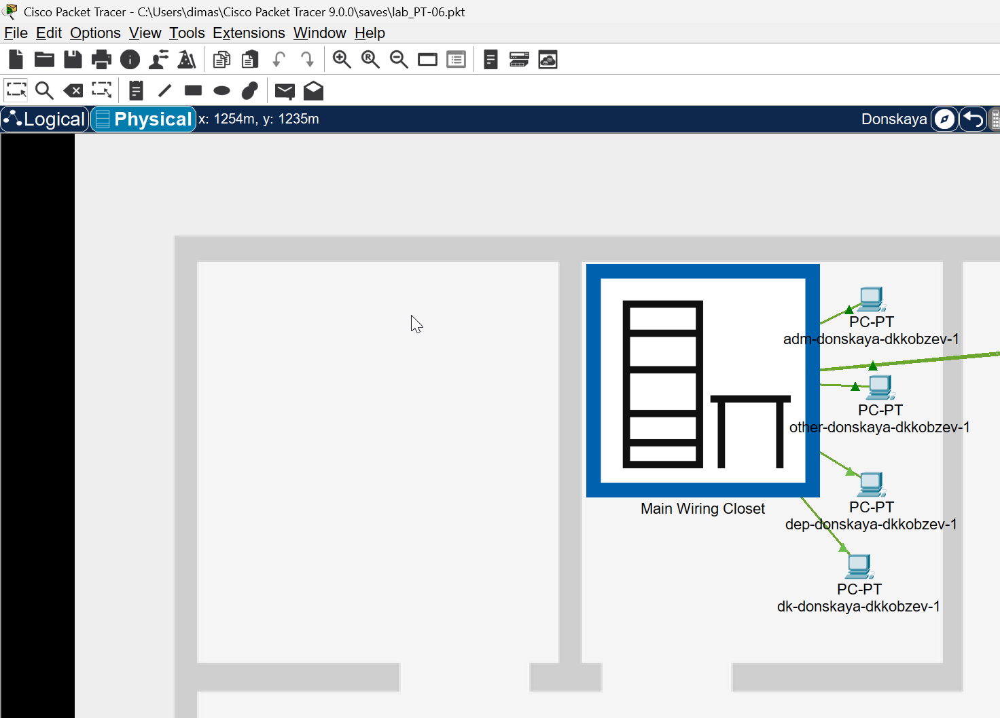 Cisco Packet Tracer - C:\Users\dimas\Cisco Packet Tracer 9.0.0\saves\lab_PT-06.pkt
File Edit Options View Tools Extensions Window Help
Logical Physical x: 1254m, y: 1235m Donskaya
PC-PT
adm-donskaya-dkkobzev-1
PC-PT
other-donskaya-dkkobzev-1
PC-PT
Main Wiring Closet
dep-donskaya-dkkobzev-1
PC-PT
dk-donskaya-dkkobzev-1